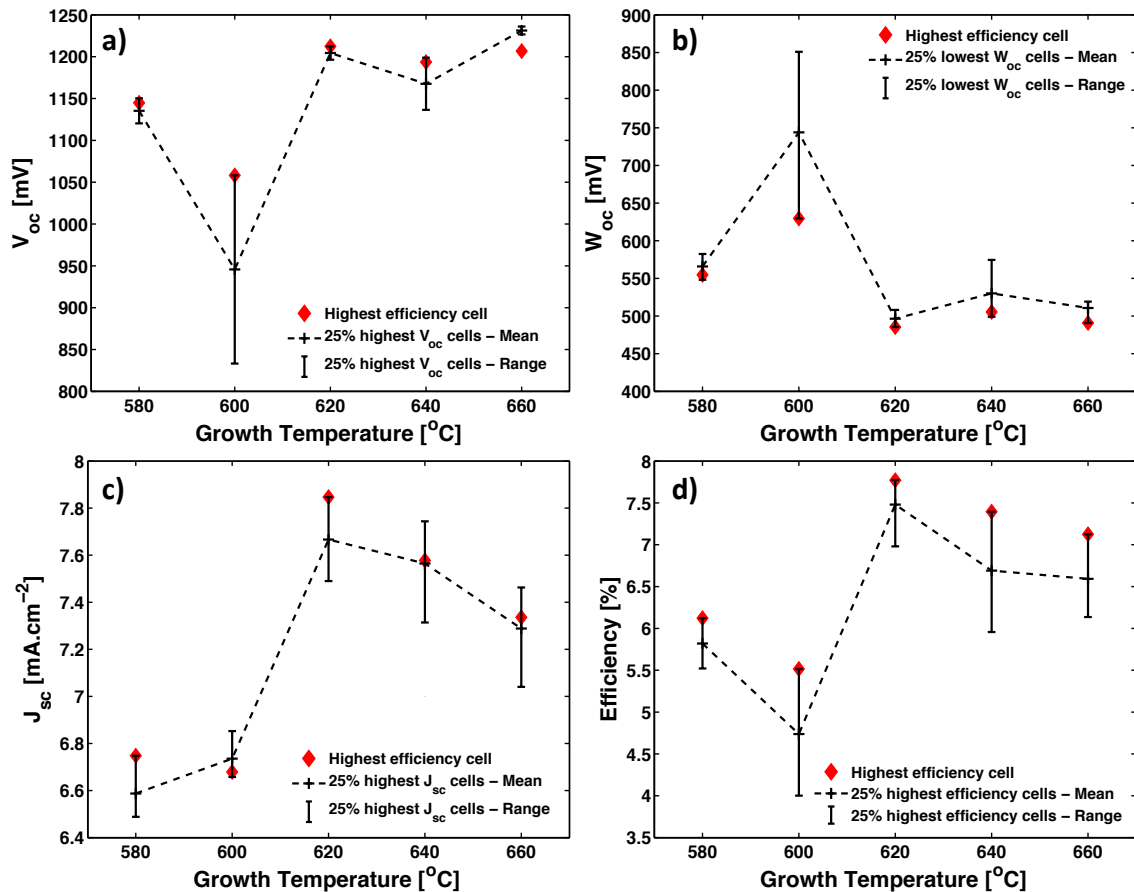 a)
1250
1200
1150
1100
1050
1000
950
900
850
800
V_oc [mV]
Highest efficiency cell
25% highest V_oc cells – Mean
25% highest V_oc cells – Range
580 600 620 640 660
Growth Temperature [°C]
b)
900
850
800
750
700
650
600
550
500
450
400
W_oc [mV]
Highest efficiency cell
25% lowest W_oc cells – Mean
25% lowest W_oc cells – Range
580 600 620 640 660
Growth Temperature [°C]
c)
8
7.8
7.6
7.4
7.2
7
6.8
6.6
6.4
J_sc [mA.cm⁻²]
Highest efficiency cell
25% highest J_sc cells – Mean
25% highest J_sc cells – Range
580 600 620 640 660
Growth Temperature [°C]
d)
8
7.5
7
6.5
6
5.5
5
4.5
4
3.5
Efficiency [%]
Highest efficiency cell
25% highest efficiency cells – Mean
25% highest efficiency cells – Range
580 600 620 640 660
Growth Temperature [°C]